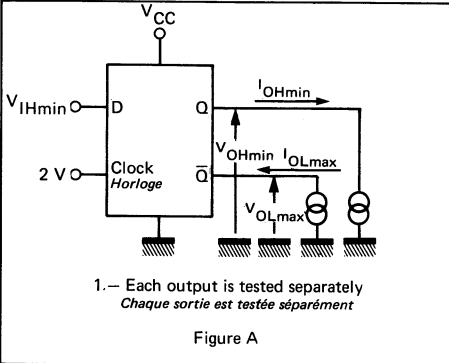 VCC
VIHmin
D
Q
IOHmin
VOHmin
IOLmax
2 V
Clock
Horloge
Q̅
VOLmax
1.— Each output is tested separately
Chaque sortie est testée séparément
Figure A